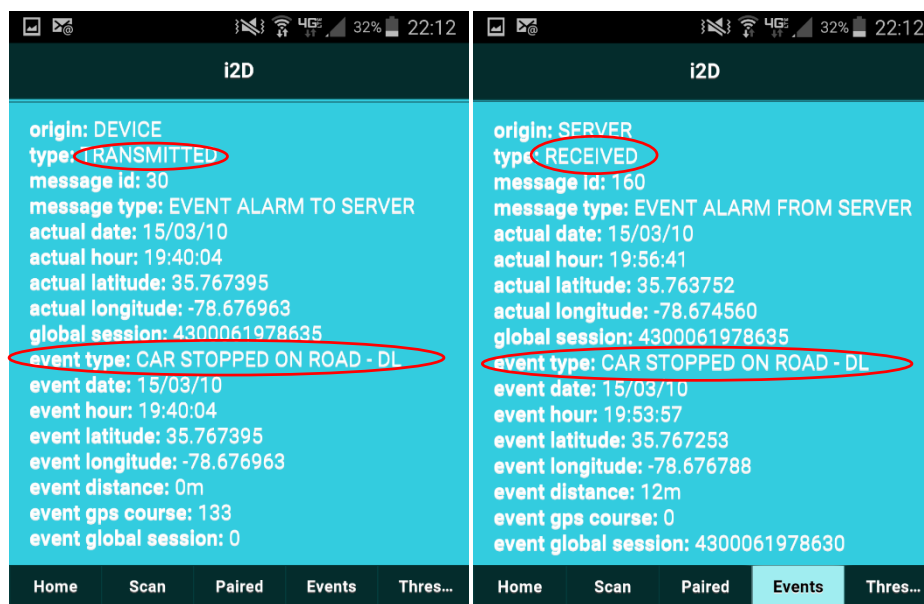 4G 32% 22:12
i2D
origin: DEVICE
type: TRANSMITTED
message id: 30
message type: EVENT ALARM TO SERVER
actual date: 15/03/10
actual hour: 19:40:04
actual latitude: 35.767395
actual longitude: -78.676963
global session: 4300061978635
event type: CAR STOPPED ON ROAD - DL
event date: 15/03/10
event hour: 19:40:04
event latitude: 35.767395
event longitude: -78.676963
event distance: 0m
event gps course: 133
event global session: 0
Home Scan Paired Events Thres...
4G 32% 22:12
i2D
origin: SERVER
type: RECEIVED
message id: 160
message type: EVENT ALARM FROM SERVER
actual date: 15/03/10
actual hour: 19:56:41
actual latitude: 35.763752
actual longitude: -78.674560
global session: 4300061978635
event type: CAR STOPPED ON ROAD - DL
event date: 15/03/10
event hour: 19:53:57
event latitude: 35.767253
event longitude: -78.676788
event distance: 12m
event gps course: 0
event global session: 4300061978630
Home Scan Paired Events Thres...